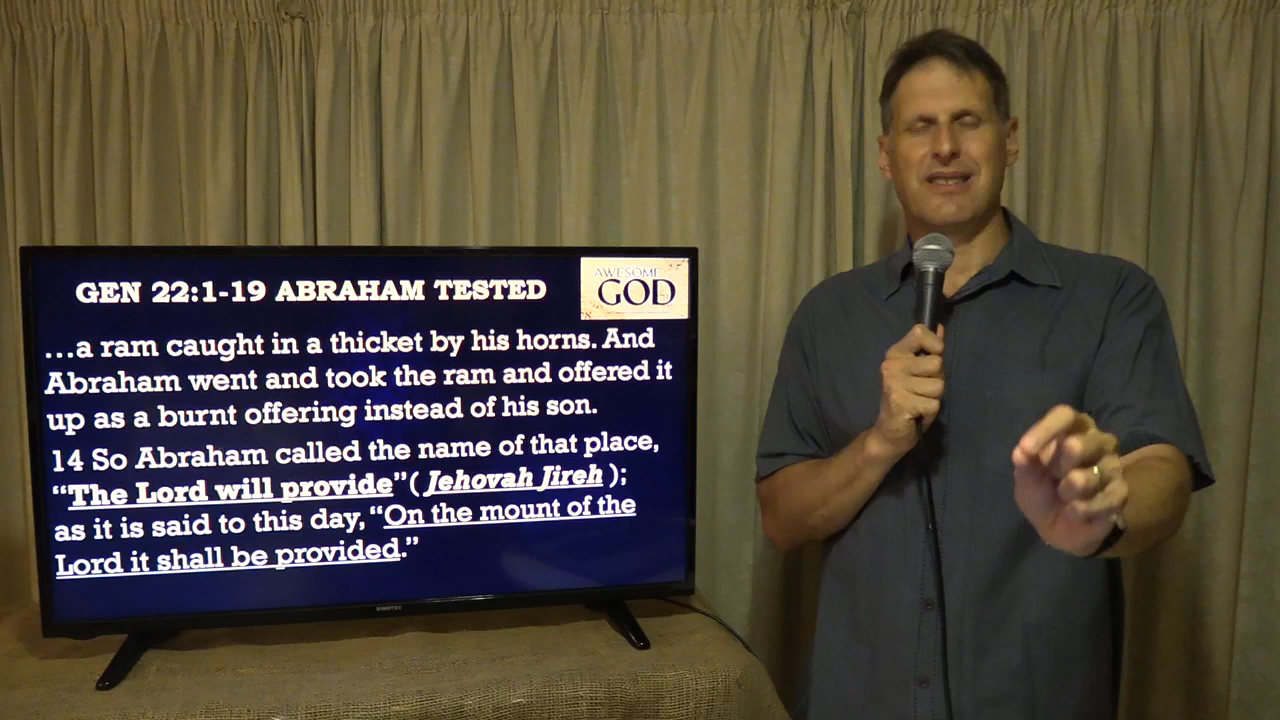 GEN 22:1-19 ABRAHAM TESTED
AWESOME
GOD
…a ram caught in a thicket by his horns. And
Abraham went and took the ram and offered it
up as a burnt offering instead of his son.
14 So Abraham called the name of that place,
“The Lord will provide”( Jehovah Jireh );
as it is said to this day, “On the mount of the
Lord it shall be provided.”
SINOTEC